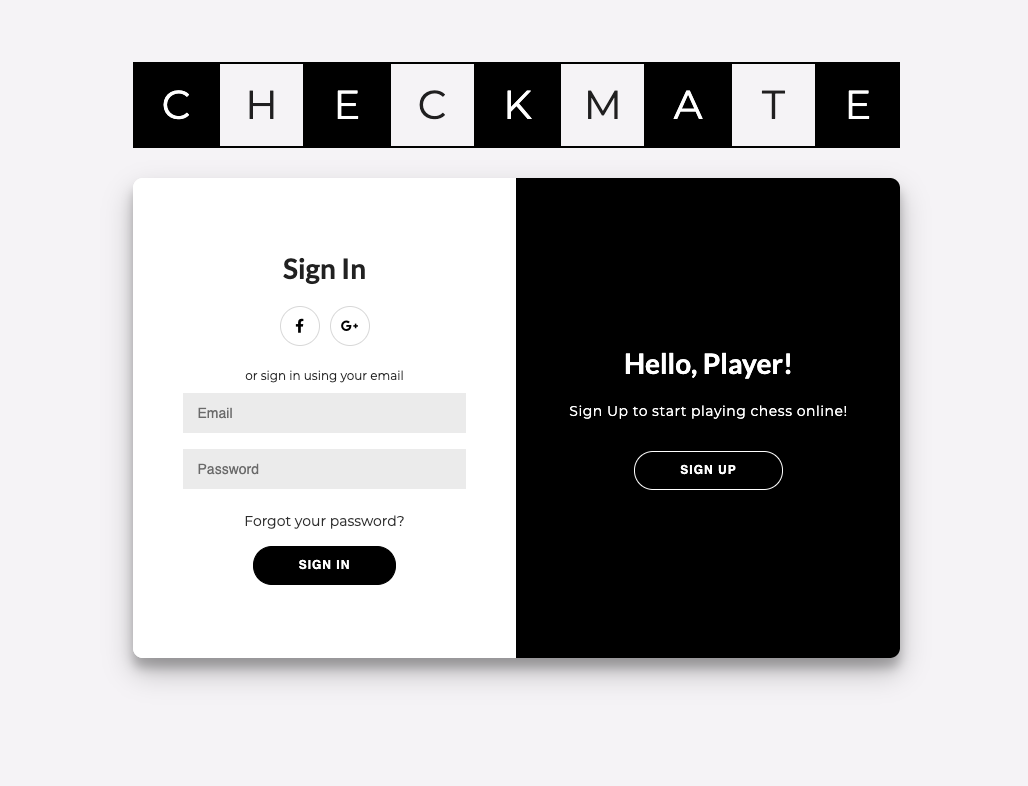 CHECKMATE
Sign In
f G+
or sign in using your email
Email
Password
Forgot your password?
SIGN IN
Hello, Player!
Sign Up to start playing chess online!
SIGN UP